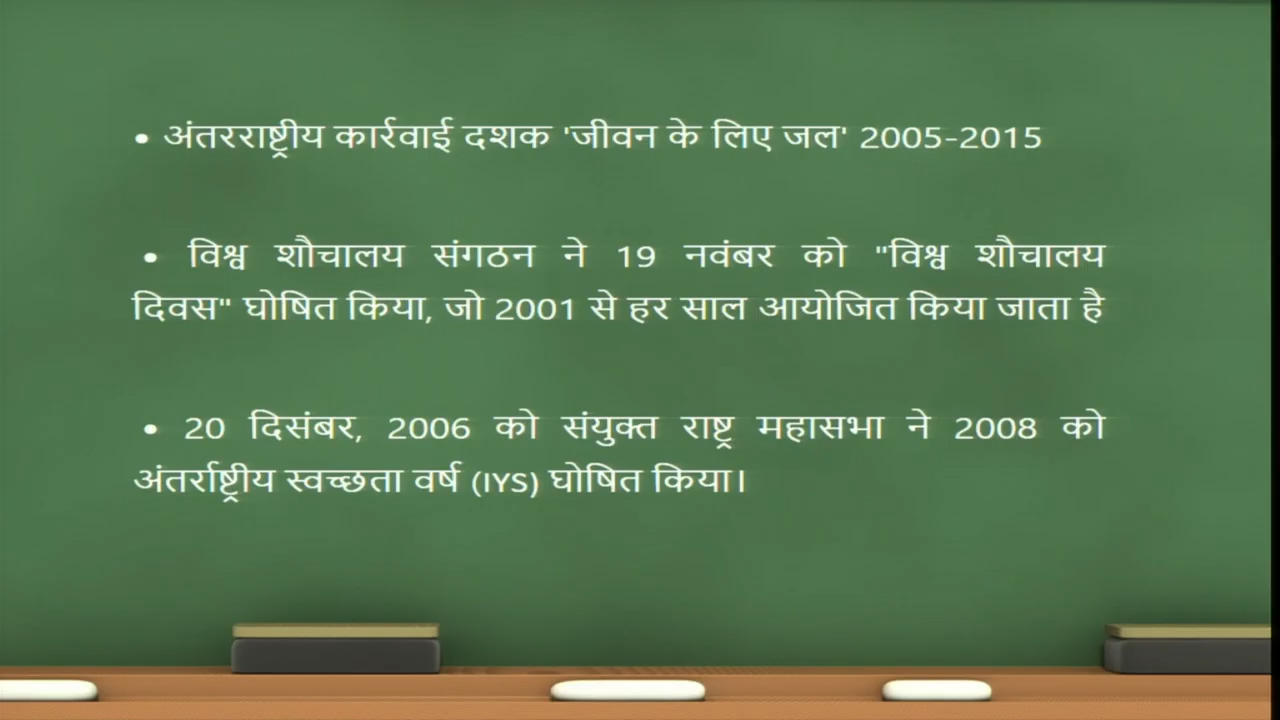 • अंतरराष्ट्रीय कार्रवाई दशक 'जीवन के लिए जल' 2005-2015
• विश्व शौचालय संगठन ने 19 नवंबर को "विश्व शौचालय
दिवस" घोषित किया, जो 2001 से हर साल आयोजित किया जाता है
• 20 दिसंबर, 2006 को संयुक्त राष्ट्र महासभा ने 2008 को
अंतर्राष्ट्रीय स्वच्छता वर्ष (IYS) घोषित किया।